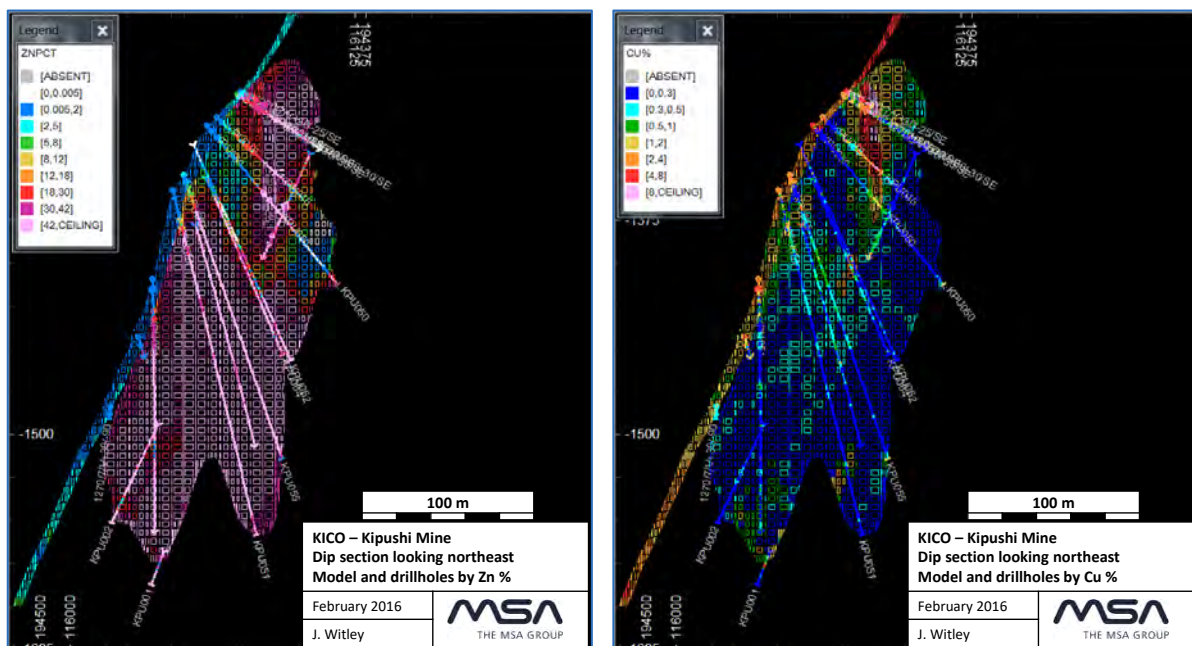 Legend
ZNPCT
[ABSENT]
[0,0.005]
[0.005,2]
[2,5]
[5,8]
[8,12]
[12,18]
[18,30]
[30,42]
[42,CEILING]
194375
116125
KPU060
-1500
KPU055
KPU051
KPU002
KPU001
194500
116000
100 m
KICO – Kipushi Mine
Dip section looking northeast
Model and drillholes by Zn %
February 2016
J. Witley
MSA
THE MSA GROUP
Legend
CU%
[ABSENT]
[0,0.3]
[0.3,0.5]
[0.5,1]
[1,2]
[2,4]
[4,8]
[8,CEILING]
194375
116125
-1375
KPU060
-1500
KPU055
KPU051
KPU002
KPU001
194500
116000
100 m
KICO – Kipushi Mine
Dip section looking northeast
Model and drillholes by Cu %
February 2016
J. Witley
MSA
THE MSA GROUP